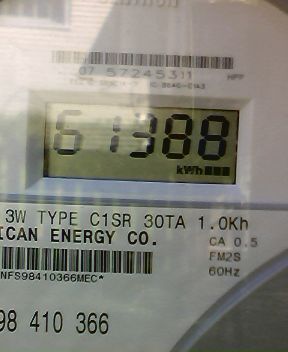 07 57245311 HPP
61388
kWh
3W TYPE C1SR 30TA 1.0Kh
ICAN ENERGY CO.
CA 0.5
FM2S
60Hz
NFS98410366MEC*
98 410 366